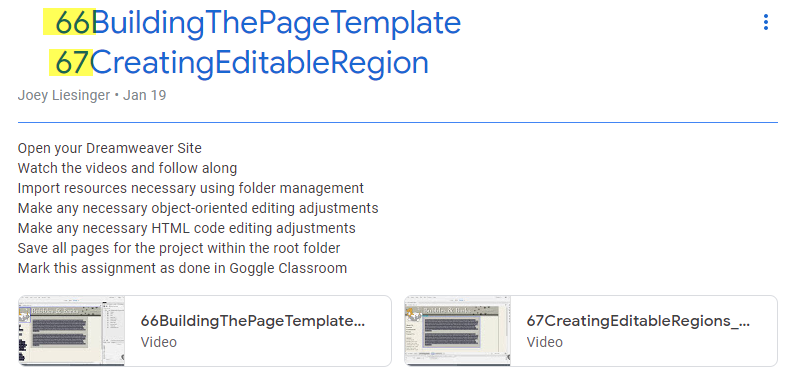 66BuildingThePageTemplate
67CreatingEditableRegion
Joey Liesinger • Jan 19
Open your Dreamweaver Site
Watch the videos and follow along
Import resources necessary using folder management
Make any necessary object-oriented editing adjustments
Make any necessary HTML code editing adjustments
Save all pages for the project within the root folder
Mark this assignment as done in Goggle Classroom
66BuildingThePageTemplate...
Video
67CreatingEditableRegions_...
Video